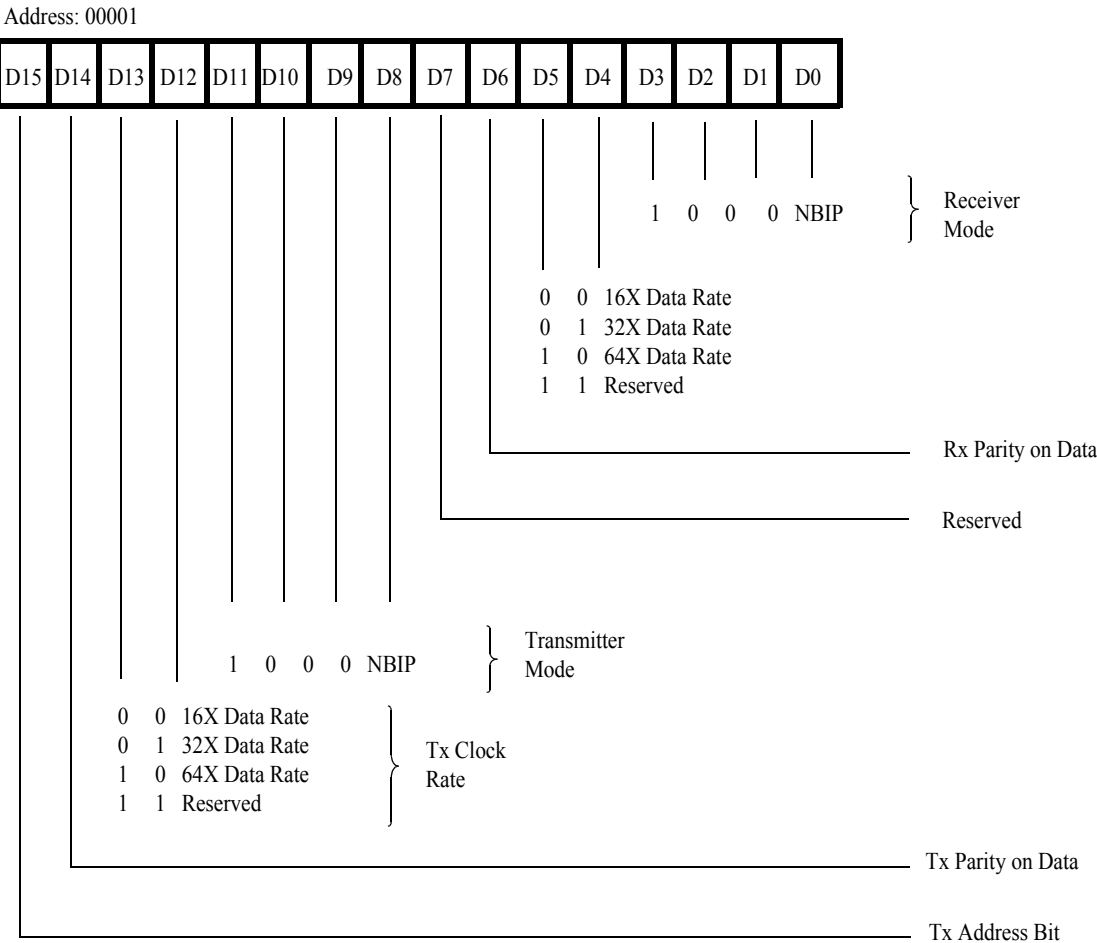 Address: 00001
D15 D14 D13 D12 D11 D10 D9 D8 D7 D6 D5 D4 D3 D2 D1 D0
1 0 0 0 NBIP
Receiver
Mode
0 0 16X Data Rate
0 1 32X Data Rate
1 0 64X Data Rate
1 1 Reserved
Rx Parity on Data
Reserved
1 0 0 0 NBIP
Transmitter
Mode
0 0 16X Data Rate
0 1 32X Data Rate
1 0 64X Data Rate
1 1 Reserved
Tx Clock
Rate
Tx Parity on Data
Tx Address Bit